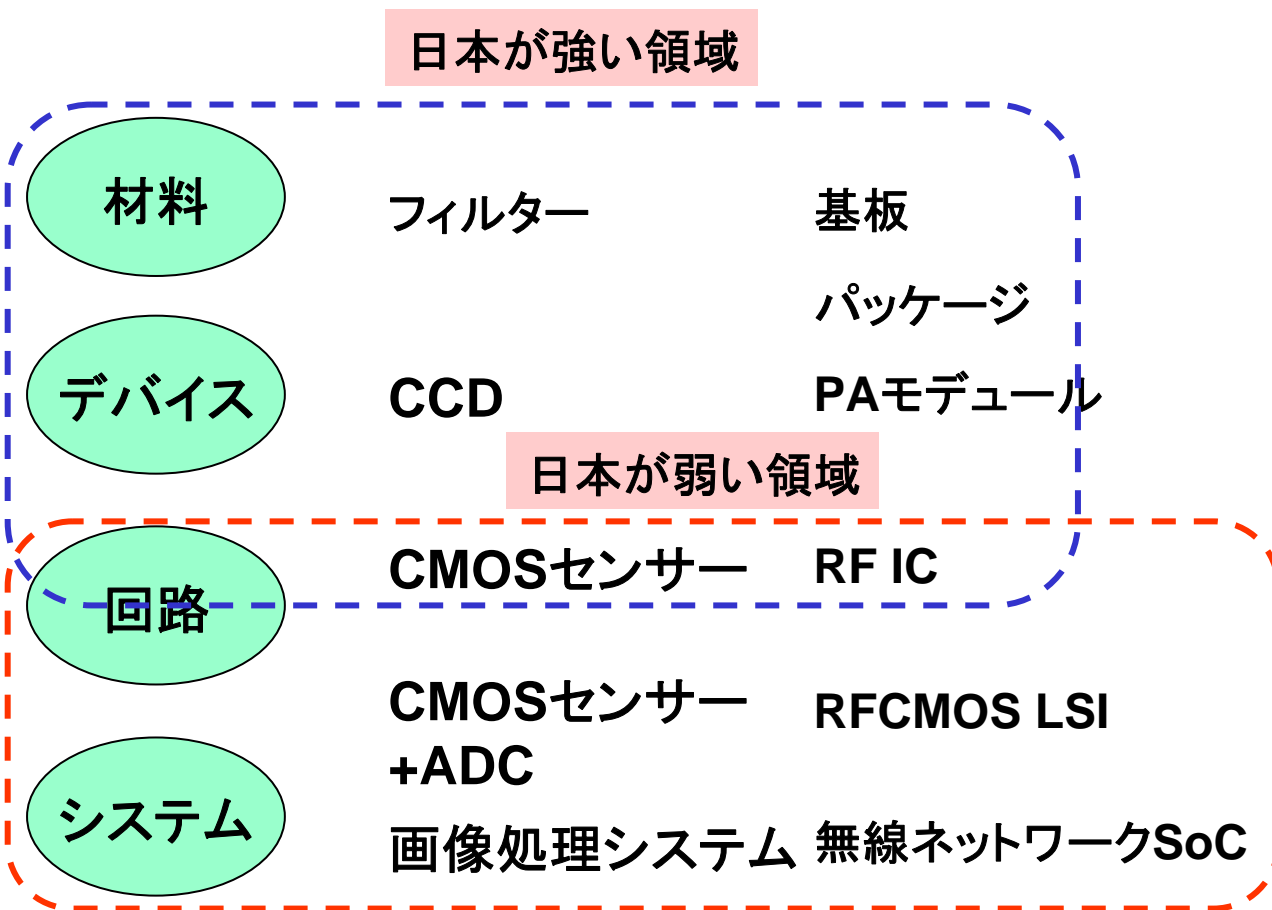 日本が強い領域
材料
フィルター
基板
パッケージ
デバイス
CCD
PAモデュール
日本が弱い領域
回路
CMOSセンサー
RF IC
CMOSセンサー
+ADC
RFCMOS LSI
システム
画像処理システム
無線ネットワークSoC